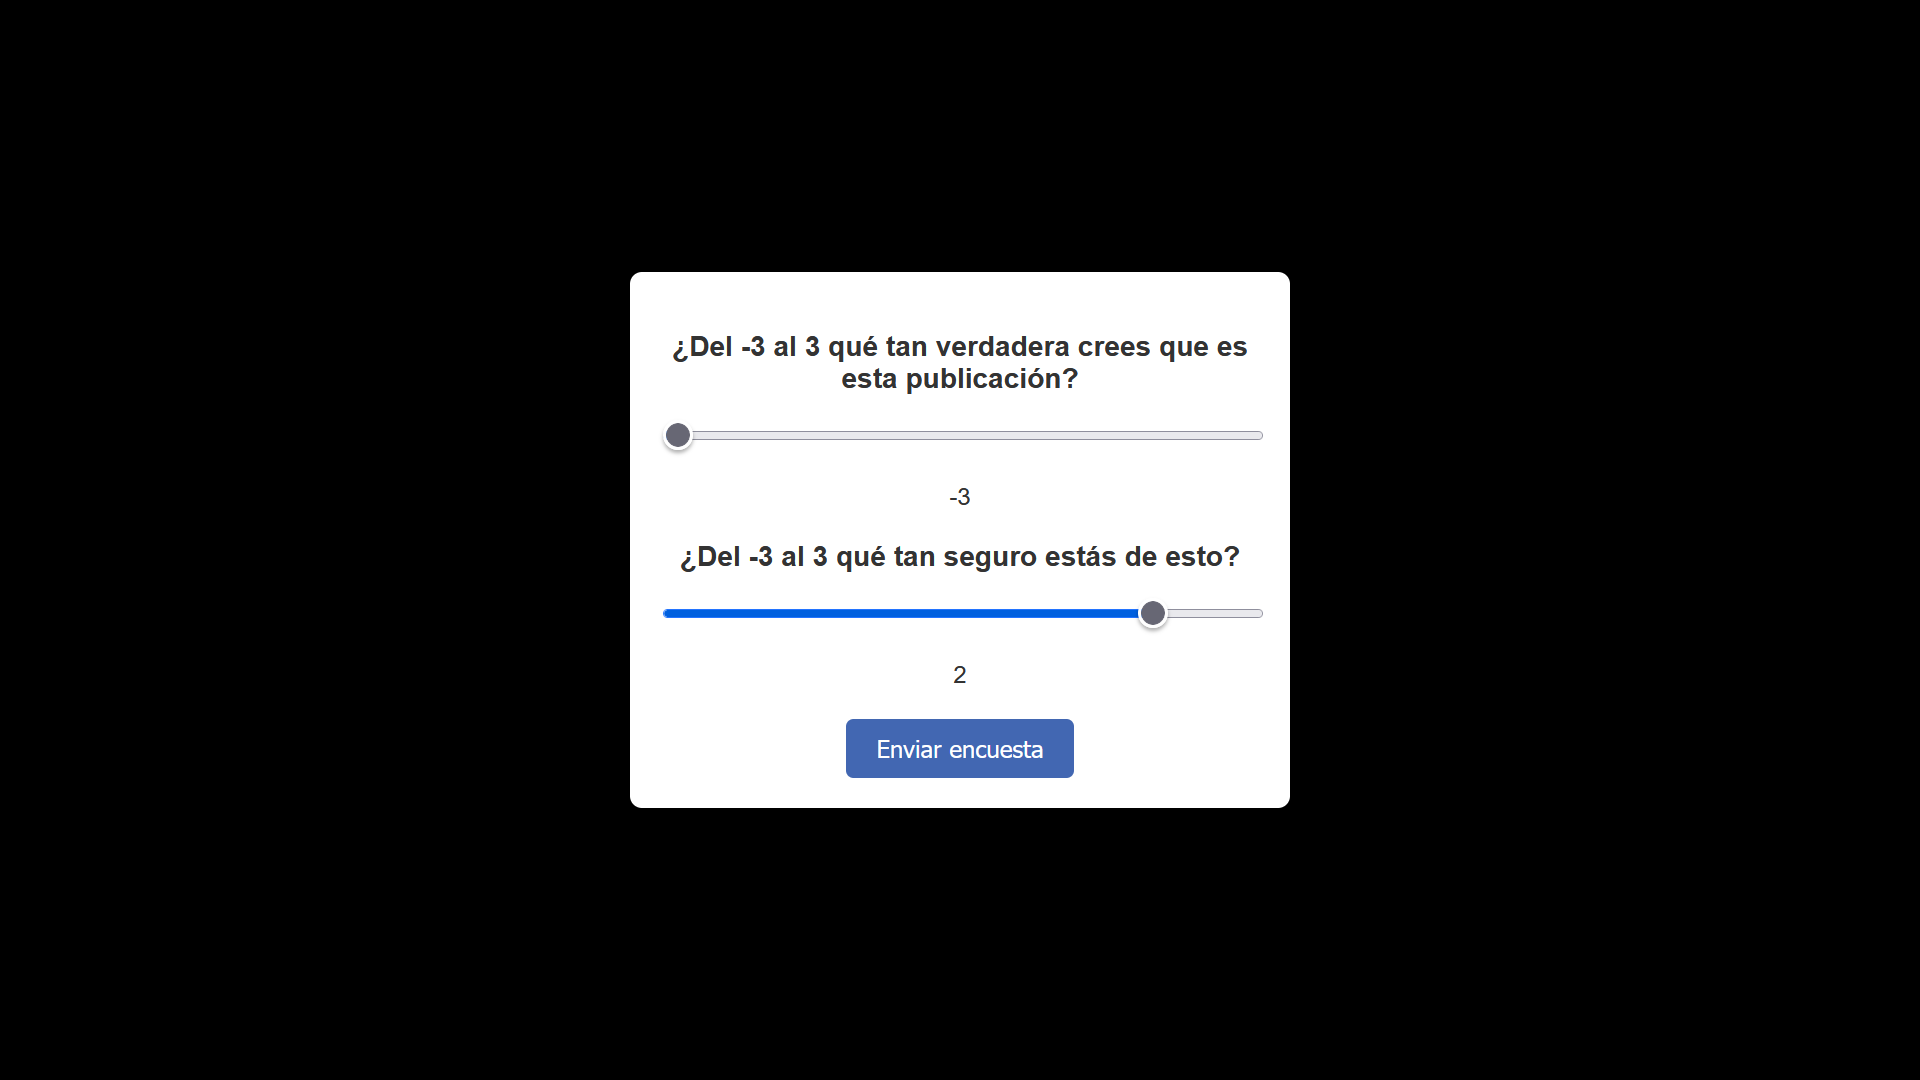 ¿Del -3 al 3 qué tan verdadera crees que es
esta publicación?
-3
¿Del -3 al 3 qué tan seguro estás de esto?
2
Enviar encuesta